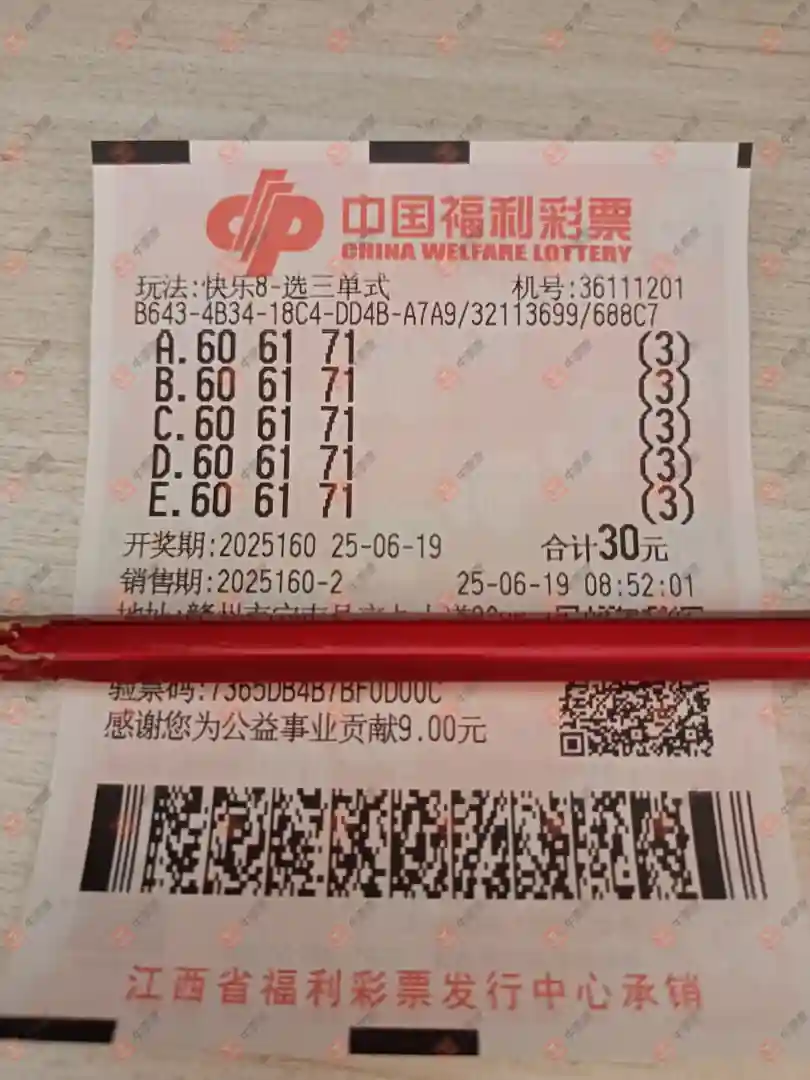 中国福利彩票
CHINA WELFARE LOTTERY
玩法:快乐8-选三单式 机号:36111201
B643-4B34-18C4-DD4B-A7A9/32113699/688C7
A.60 61 71 (3)
B.60 61 71 (3)
C.60 61 71 (3)
D.60 61 71 (3)
E.60 61 71 (3)
开奖期:2025160 25-06-19 合计30元
销售期:2025160-2 25-06-19 08:52:01
验票码:7365DB4B7BF0D00C
感谢您为公益事业贡献9.00元
江西省福利彩票发行中心承销